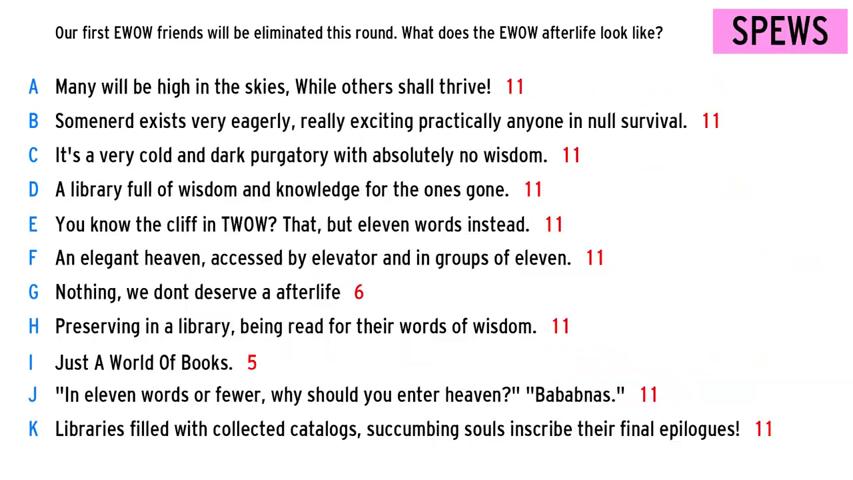 Our first EWOW friends will be eliminated this round. What does the EWOW afterlife look like?
SPEWS
A Many will be high in the skies, While others shall thrive! 11
B Somenerd exists very eagerly, really exciting practically anyone in null survival. 11
C It's a very cold and dark purgatory with absolutely no wisdom. 11
D A library full of wisdom and knowledge for the ones gone. 11
E You know the cliff in TWOW? That, but eleven words instead. 11
F An elegant heaven, accessed by elevator and in groups of eleven. 11
G Nothing, we dont deserve a afterlife 6
H Preserving in a library, being read for their words of wisdom. 11
I Just A World Of Books. 5
J "In eleven words or fewer, why should you enter heaven?" "Bababnas." 11
K Libraries filled with collected catalogs, succumbing souls inscribe their final epilogues! 11